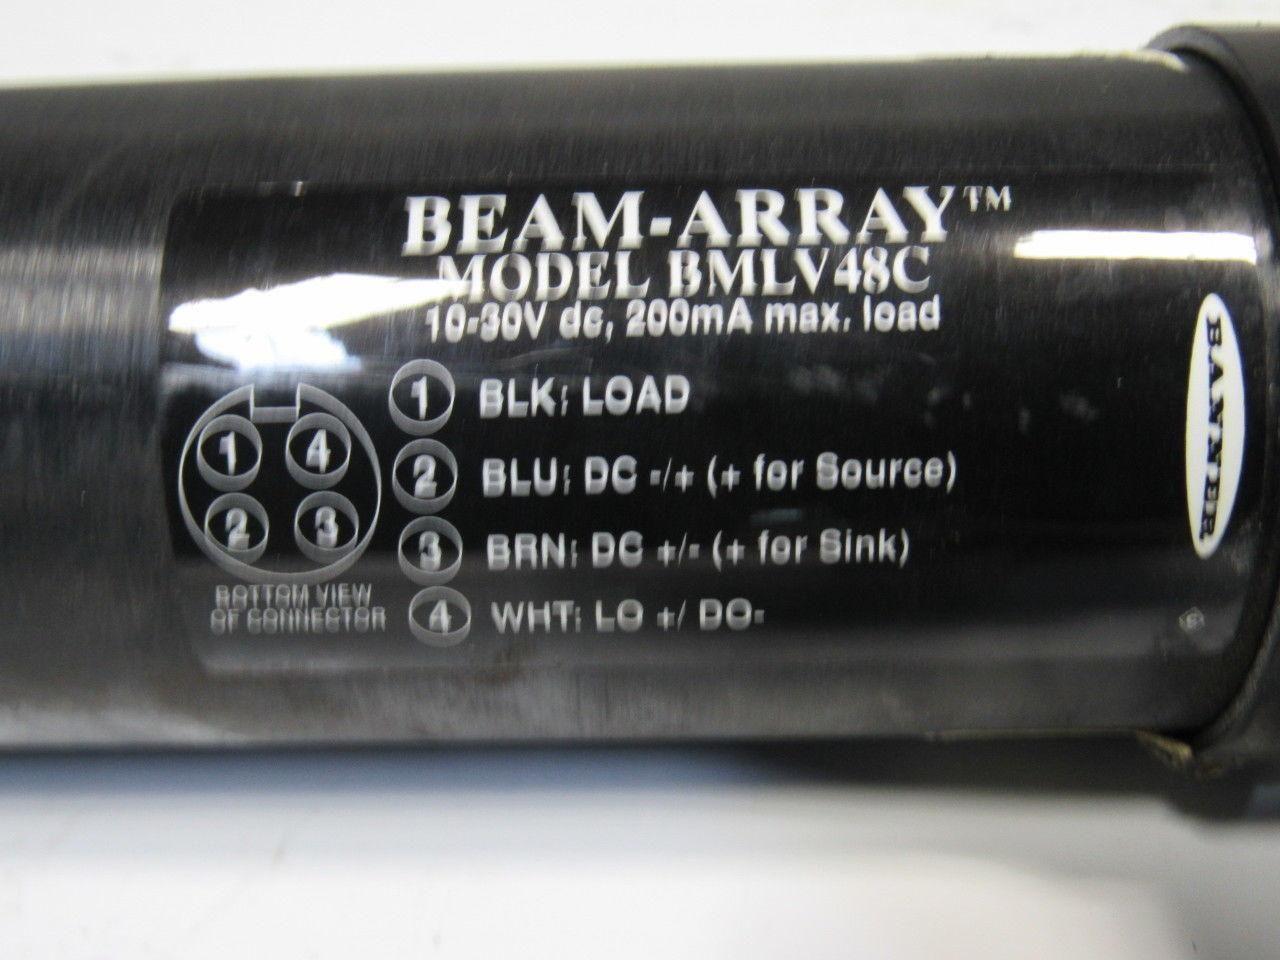 BEAM-ARRAY™
MODEL BMLV48C
10-30V dc, 200mA max. load
1 BLK: LOAD
2 BLU: DC -/+ (+ for Source)
3 BRN: DC +/- (+ for Sink)
4 WHT: LO +/ DO-
1 4
2 3
BOTTOM VIEW
OF CONNECTOR
BANNER